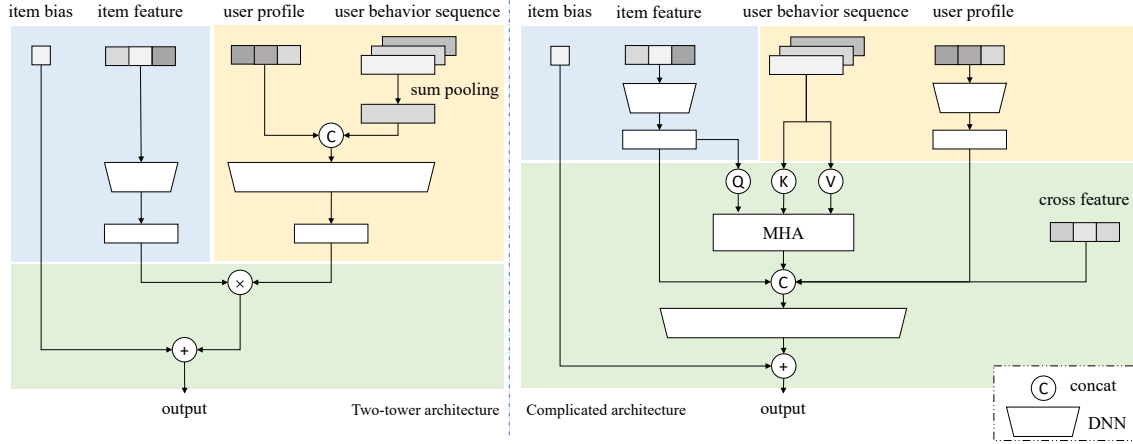 item bias item feature user profile user behavior sequence
sum pooling
C
×
+
output
Two-tower architecture
item bias item feature user behavior sequence user profile
Q K V
cross feature
MHA
C
+
Complicated architecture
output
C concat
DNN